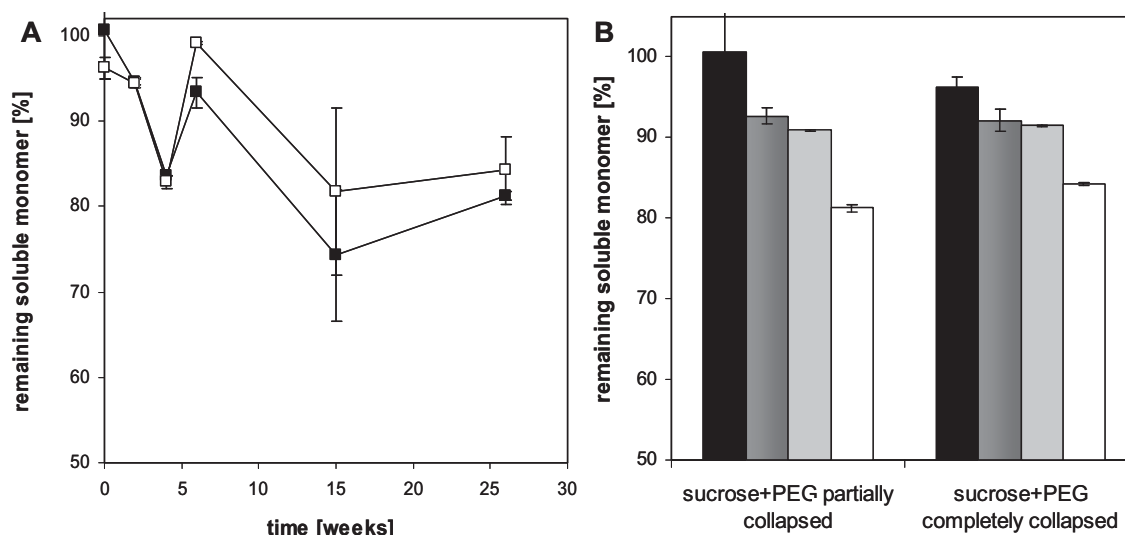 A
remaining soluble monomer [%]
100
90
80
70
60
50
0
5
10
15
20
25
30
time [weeks]
B
remaining soluble monomer [%]
100
90
80
70
60
50
sucrose+PEG partially
collapsed
sucrose+PEG
completely collapsed